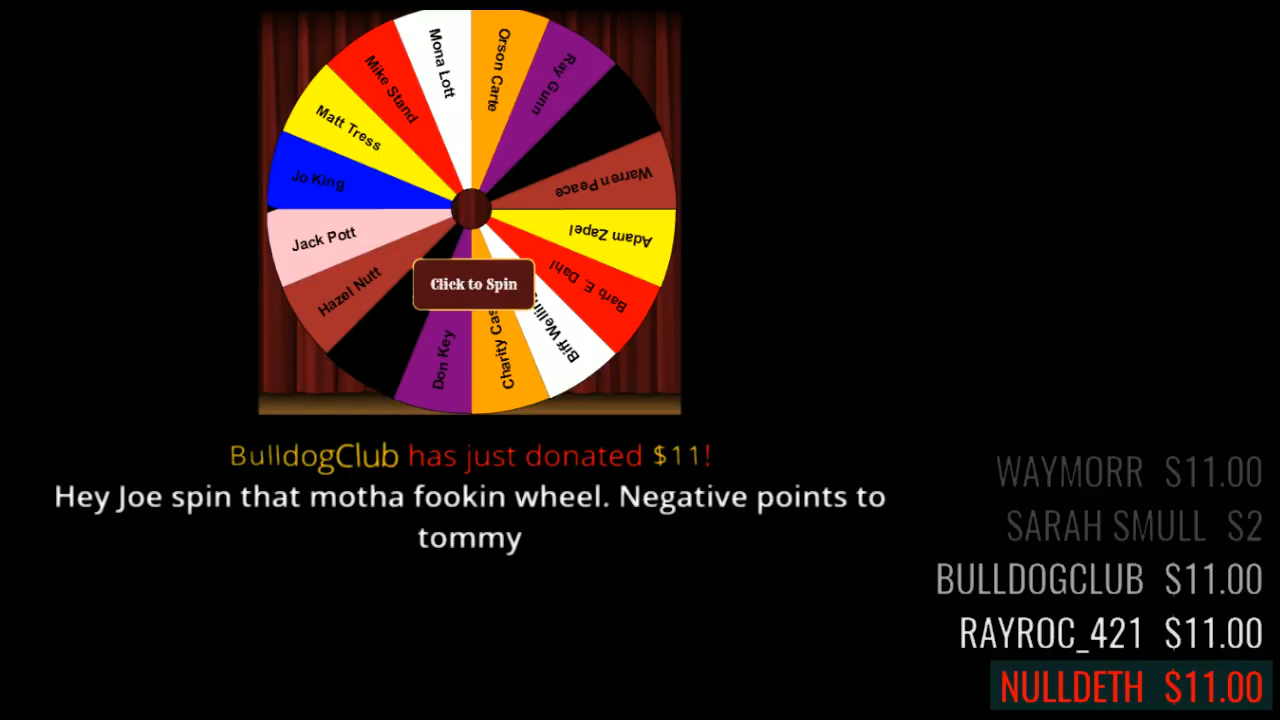 Mona Lott
Orson Carte
Ray Gunn
Mike Stand
Matt Tress
Warren Peace
Jo King
Adam Zapel
Jack Pott
Barb E. Dahl
Hazel Nutt
Click to Spin
Biff
Charity
Don Key
BulldogClub has just donated $11!
Hey Joe spin that motha fookin wheel. Negative points to
tommy
WAYMORR $11.00
SARAH SMULL $2
BULLDOGCLUB $11.00
RAYROC_421 $11.00
NULLDETH $11.00